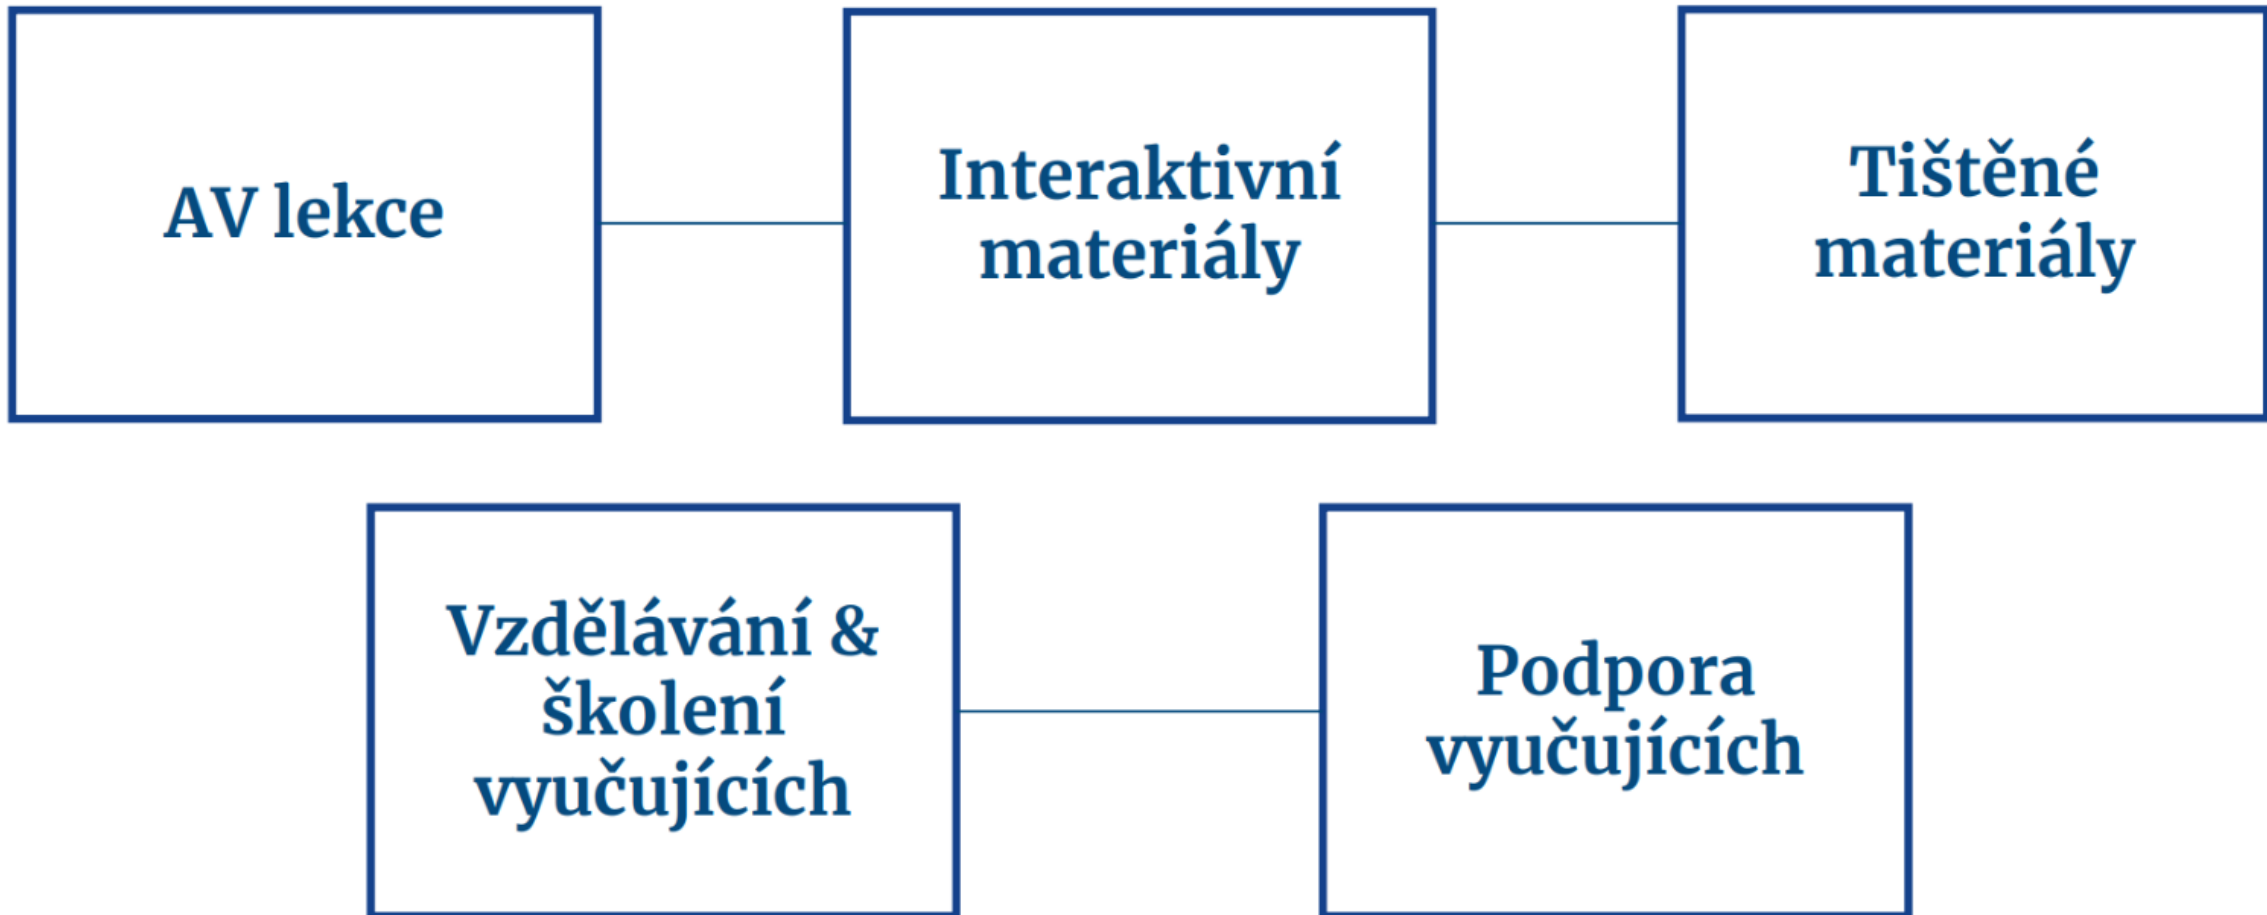 AV lekce
Interaktivní
materiály
Tištěné
materiály
Vzdělávání &
školení
vyučujících
Podpora
vyučujících